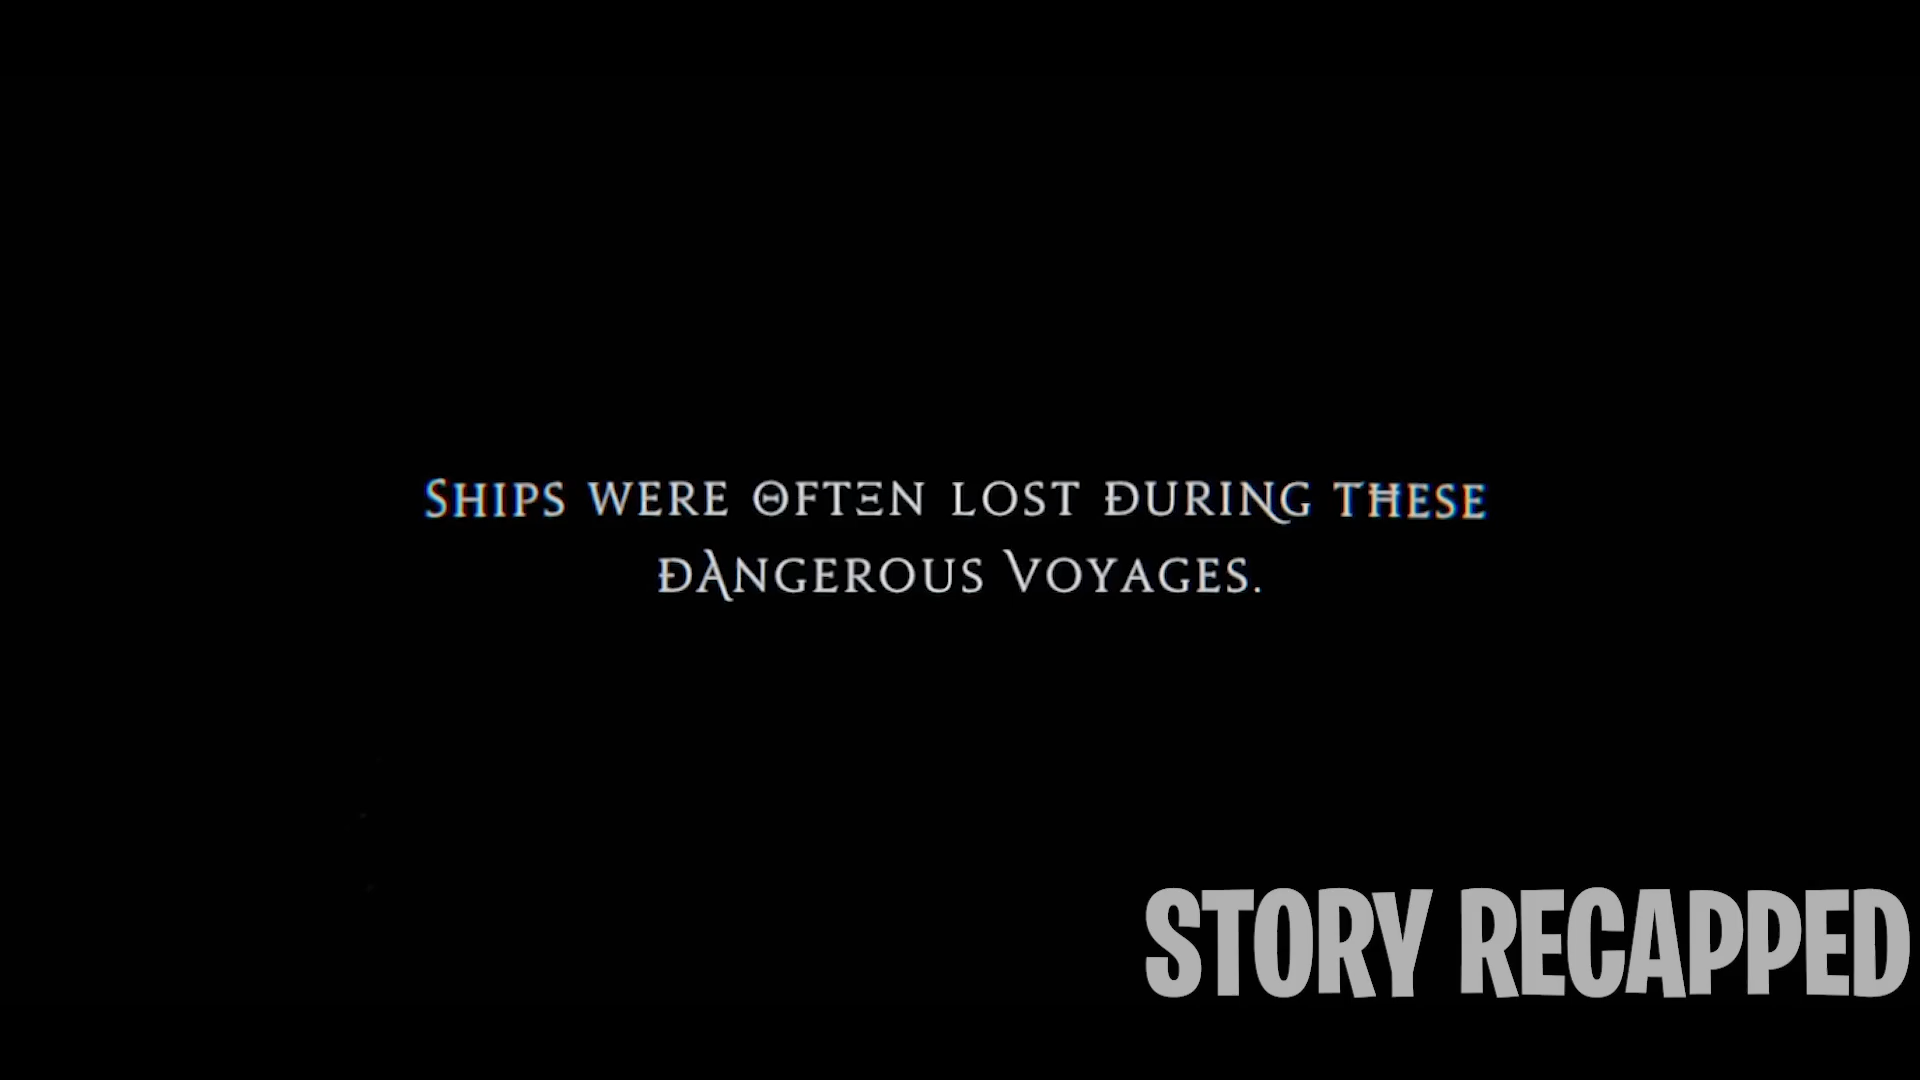 Ships were often lost during these
dangerous voyages.
STORY RECAPPED